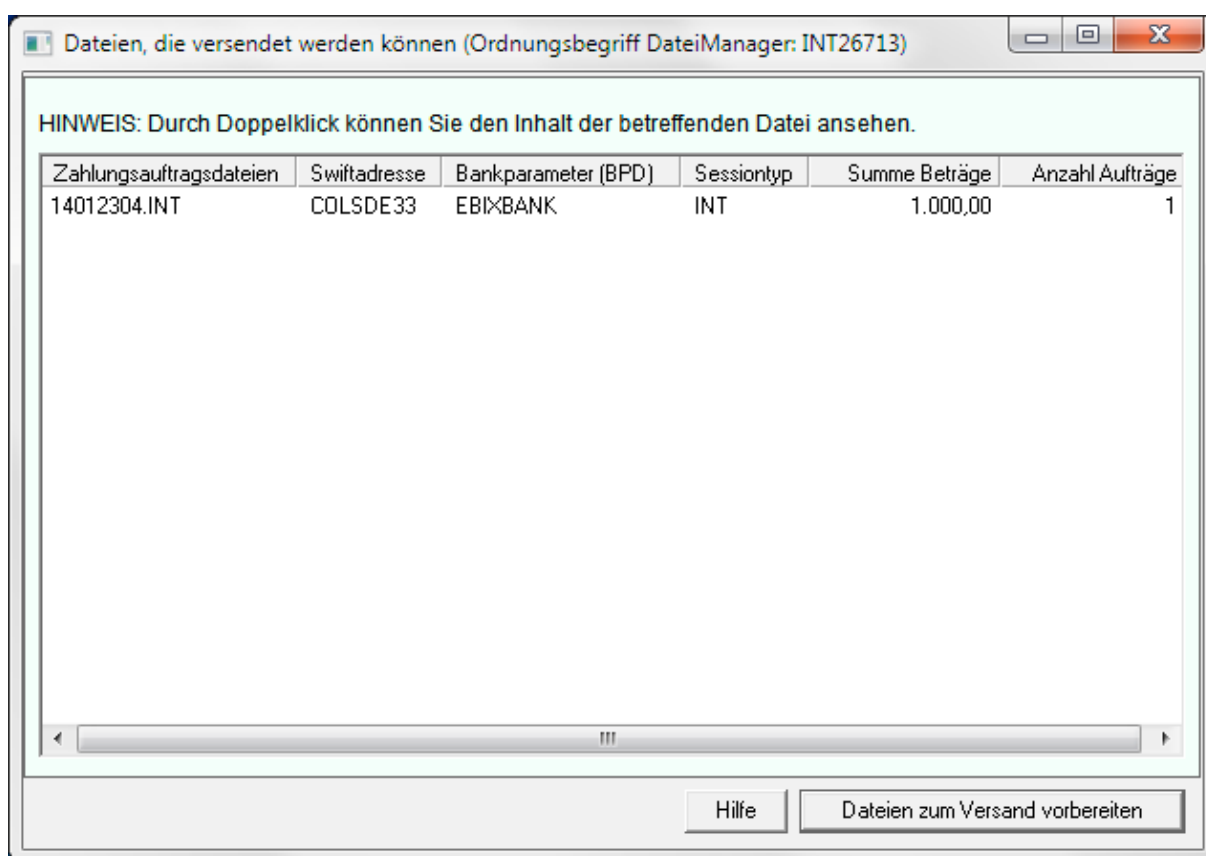 Dateien, die versendet werden können (Ordnungsbegriff DateiManager: INT26713)
HINWEIS: Durch Doppelklick können Sie den Inhalt der betreffenden Datei ansehen.
Zahlungsauftragsdateien Swiftadresse Bankparameter (BPD) Sessiontyp Summe Beträge Anzahl Aufträge
14012304.INT COLSDE33 EBIXBANK INT 1.000,00 1
Hilfe Dateien zum Versand vorbereiten